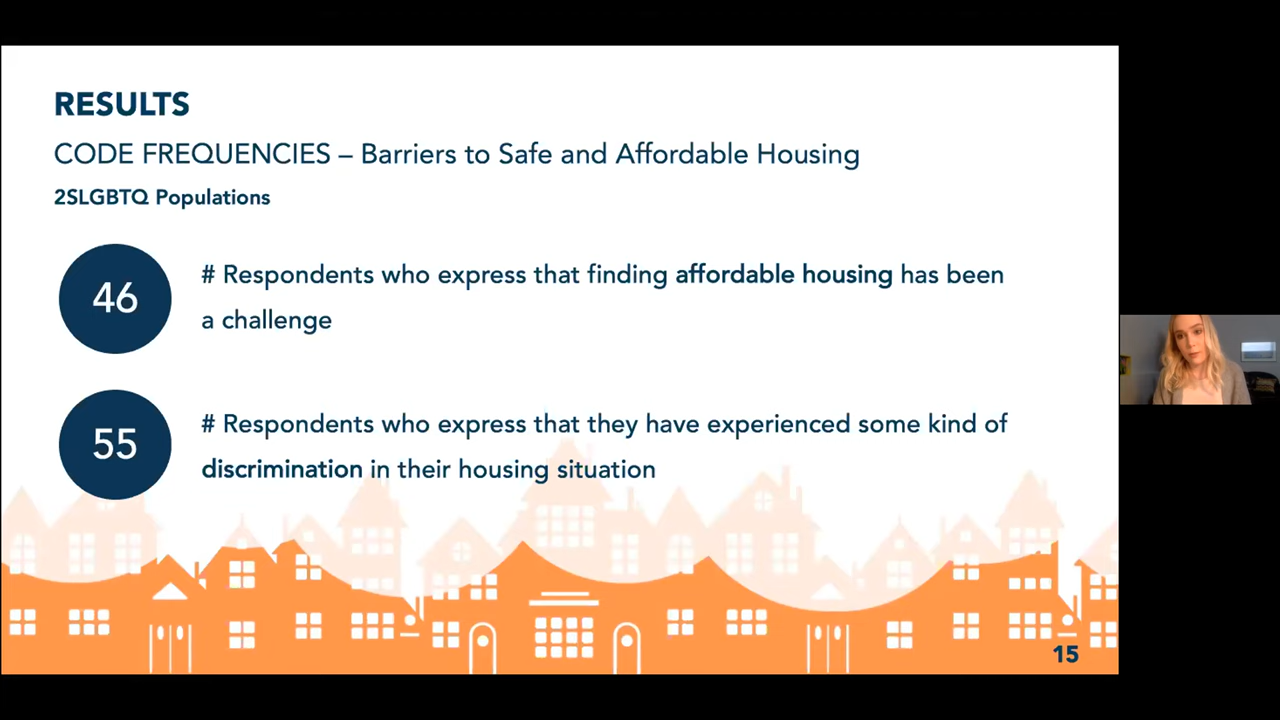 RESULTS
CODE FREQUENCIES – Barriers to Safe and Affordable Housing
2SLGBTQ Populations
46
# Respondents who express that finding affordable housing has been
a challenge
55
# Respondents who express that they have experienced some kind of
discrimination in their housing situation
15